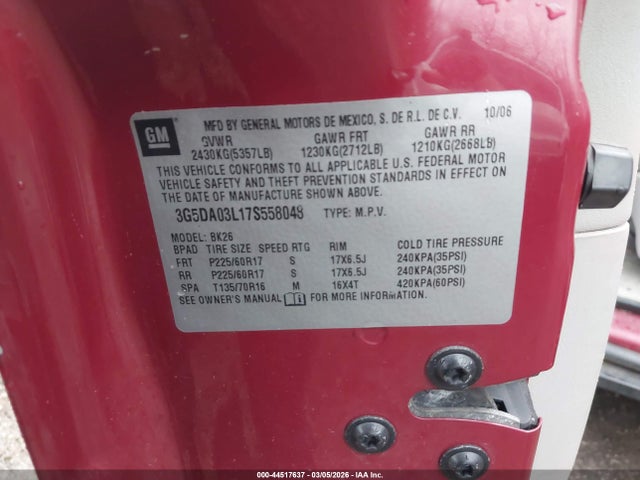 GM
MFD BY GENERAL MOTORS DE MEXICO, S. DE R.L. DE C.V. 10/06
GVWR GAWR FRT GAWR RR
2430KG(5357LB) 1230KG(2712LB) 1210KG(2668LB)
THIS VEHICLE CONFORMS TO ALL APPLICABLE U.S. FEDERAL MOTOR
VEHICLE SAFETY AND THEFT PREVENTION STANDARDS IN EFFECT ON
THE DATE OF MANUFACTURE SHOWN ABOVE.
3G5DA03L17S558048 TYPE: M.P.V.
MODEL: BK26
BPAD TIRE SIZE SPEED RTG RIM COLD TIRE PRESSURE
FRT P225/60R17 S 17X6.5J 240KPA(35PSI)
RR P225/60R17 S 17X6.5J 240KPA(35PSI)
SPA T135/70R16 M 16X4T 420KPA(60PSI)
SEE OWNER'S MANUAL FOR MORE INFORMATION
000-44517637 - 03/05/2026 - IAA Inc.